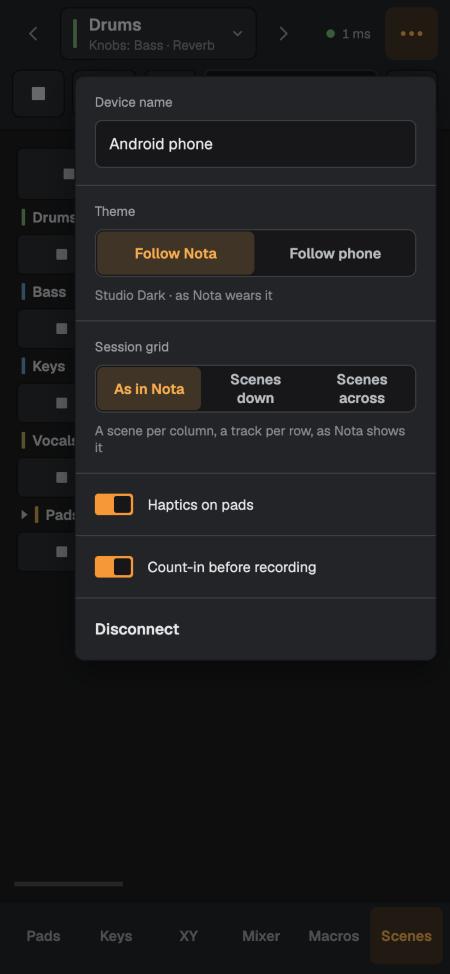 Drums
Knobs: Bass · Reverb
1 ms
Device name
Android phone
Theme
Follow Nota
Follow phone
Studio Dark · as Nota wears it
Session grid
As in Nota
Scenes
down
Scenes
across
A scene per column, a track per row, as Nota shows
it
Haptics on pads
Count-in before recording
Disconnect
Drums
Bass
Keys
Vocals
Pads
Pads
Keys
XY
Mixer
Macros
Scenes